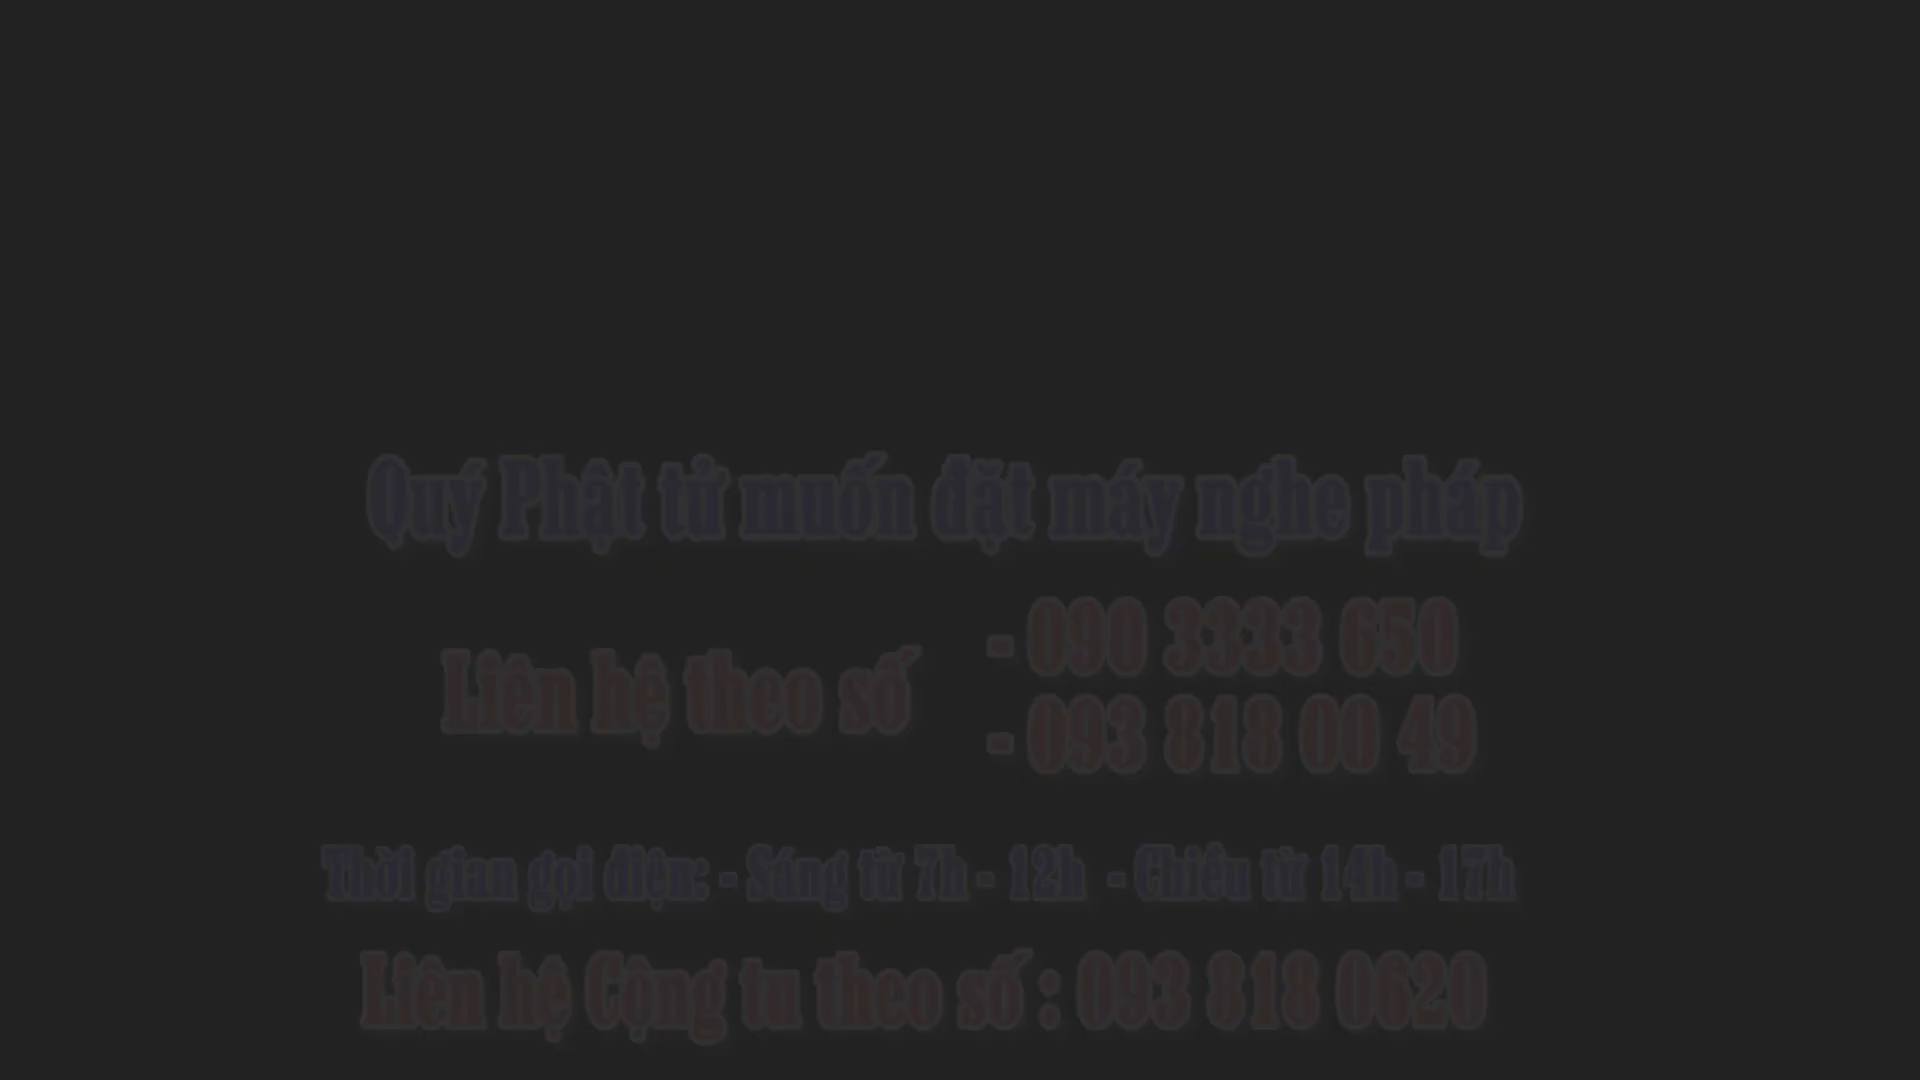 Quý Phật tử muốn đặt máy nghe pháp
Liên hệ theo số
- 090 3333 650
- 093 818 00 49
Thời gian gọi điện: - Sáng từ 7h - 12h - Chiều từ 14h - 17h
Liên hệ Cộng tu theo số : 093 818 0620